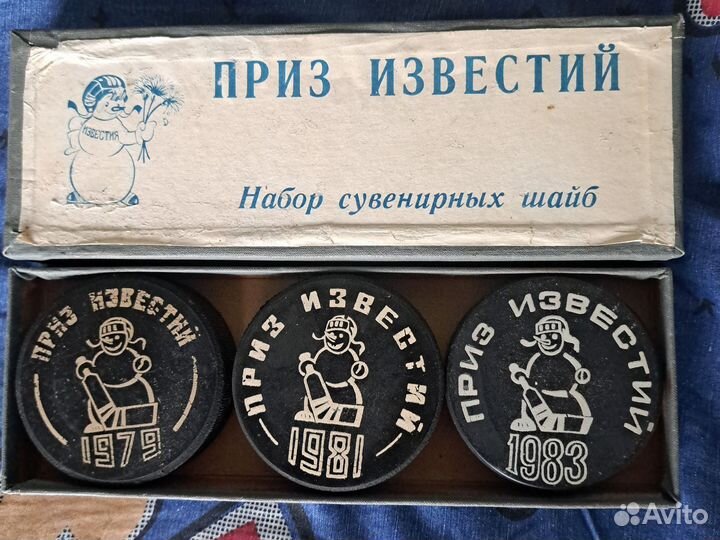 ПРИЗ ИЗВЕСТИЙ
ИЗВЕСТИЯ
Набор сувенирных шайб
ПРИЗ ИЗВЕСТИЙ
1979
ПРИЗ ИЗВЕСТИЙ
1981
ПРИЗ ИЗВЕСТИЙ
1983
Avito